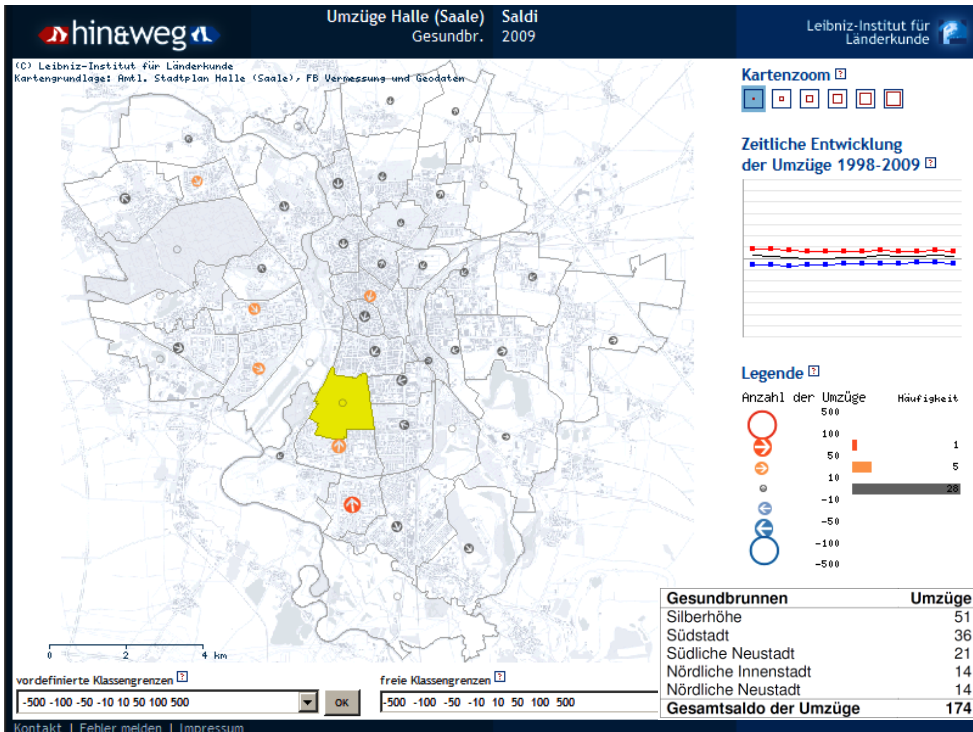 hin&weg
Umzüge Halle (Saale) Saldi
Gesundbr. 2009
Leibniz-Institut für
Länderkunde
(C) Leibniz-Institut für Länderkunde
Kartengrundlage: Amtl. Stadtplan Halle (Saale), FB Vermessung und Geodaten
Kartenzoom ?
Zeitliche Entwicklung
der Umzüge 1998-2009 ?
Legende ?
Anzahl der Umzüge Häufigkeit
500
100
1
50
5
10
28
-10
-50
-100
-500
0 2 4 km
Gesundbrunnen Umzüge
Silberhöhe 51
Südstadt 36
Südliche Neustadt 21
Nördliche Innenstadt 14
Nördliche Neustadt 14
Gesamtsaldo der Umzüge 174
vordefinierte Klassengrenzen ?
freie Klassengrenzen ?
-500 -100 -50 -10 10 50 100 500
OK
-500 -100 -50 -10 10 50 100 500
Kontakt | Fehler melden | Impressum